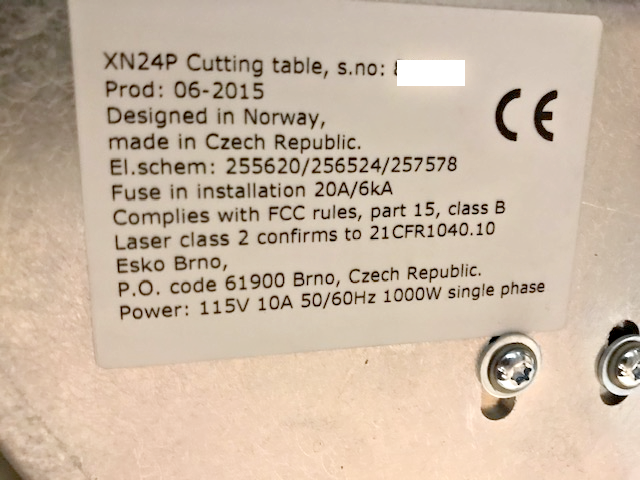 XN24P Cutting table, s.no:
Prod: 06-2015
Designed in Norway,
made in Czech Republic.
El.schem: 255620/256524/257578
Fuse in installation 20A/6kA
Complies with FCC rules, part 15, class B
Laser class 2 confirms to 21CFR1040.10
Esko Brno,
P.O. code 61900 Brno, Czech Republic.
Power: 115V 10A 50/60Hz 1000W single phase
CE